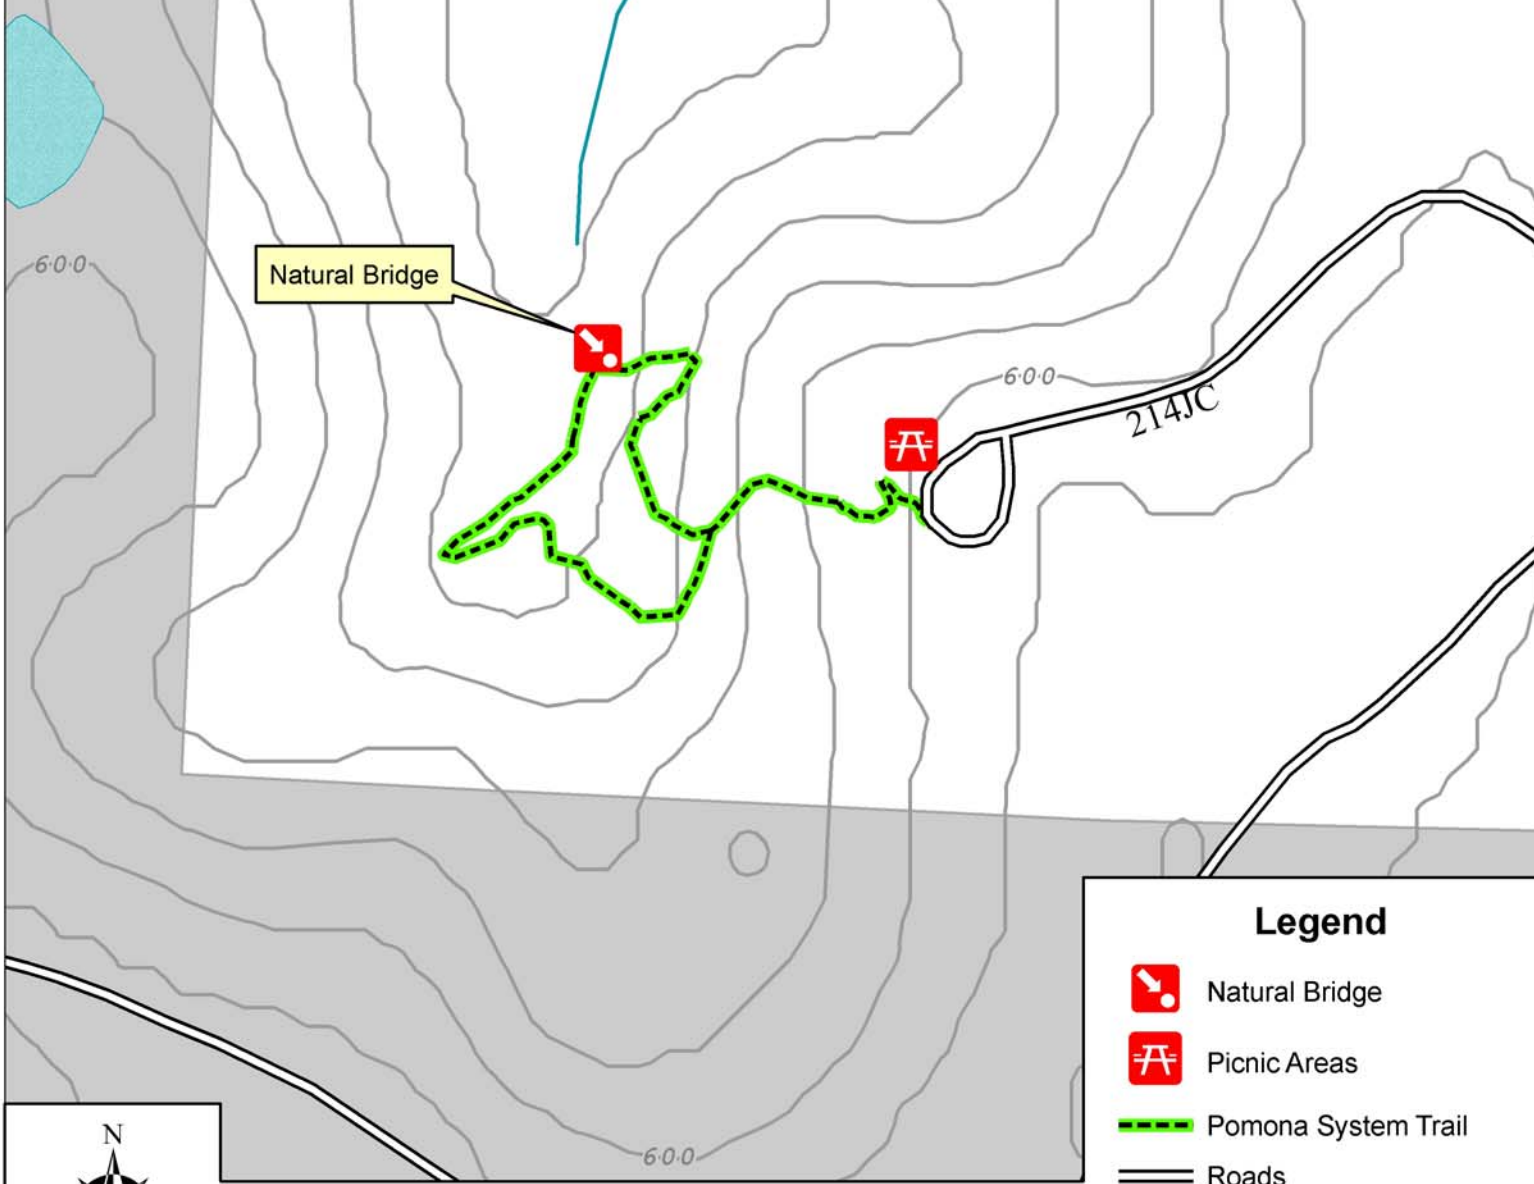 600
Natural Bridge
600
214JC
Legend
Natural Bridge
Picnic Areas
Pomona System Trail
N
600
Roads